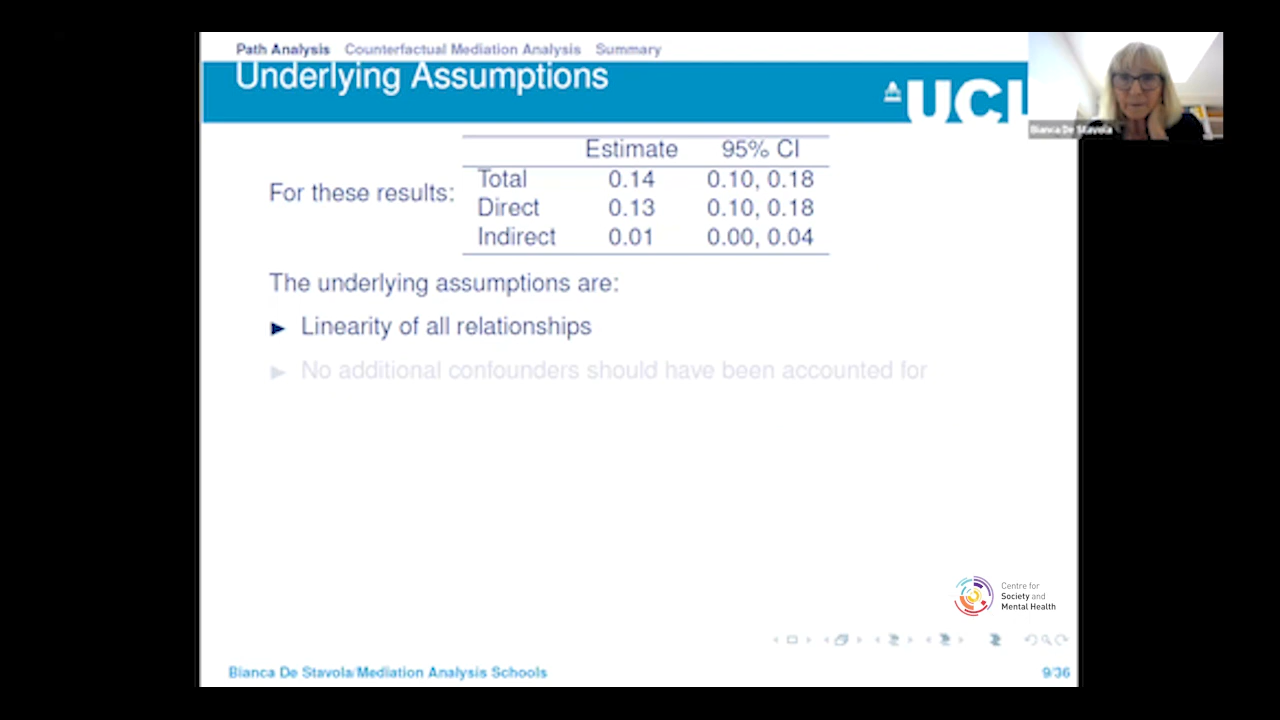 Path Analysis Counterfactual Mediation Analysis Summary
Underlying Assumptions
UCL
Bianca De Stavola
Estimate 95% CI
For these results:
Total 0.14 0.10, 0.18
Direct 0.13 0.10, 0.18
Indirect 0.01 0.00, 0.04
The underlying assumptions are:
Linearity of all relationships
No additional confounders should have been accounted for
Centre for
Society and
Mental Health
Bianca De Stavola/Mediation Analysis Schools 9/36